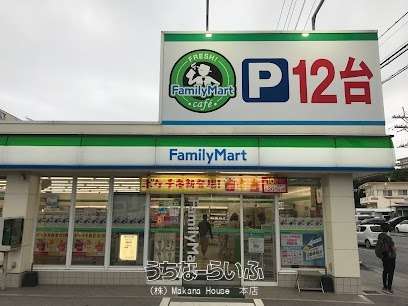 FRESH!
FamilyMart
café
P 12台
FamilyMart
FamilyMart
うちなーらいふ
(株) Makana House 本店